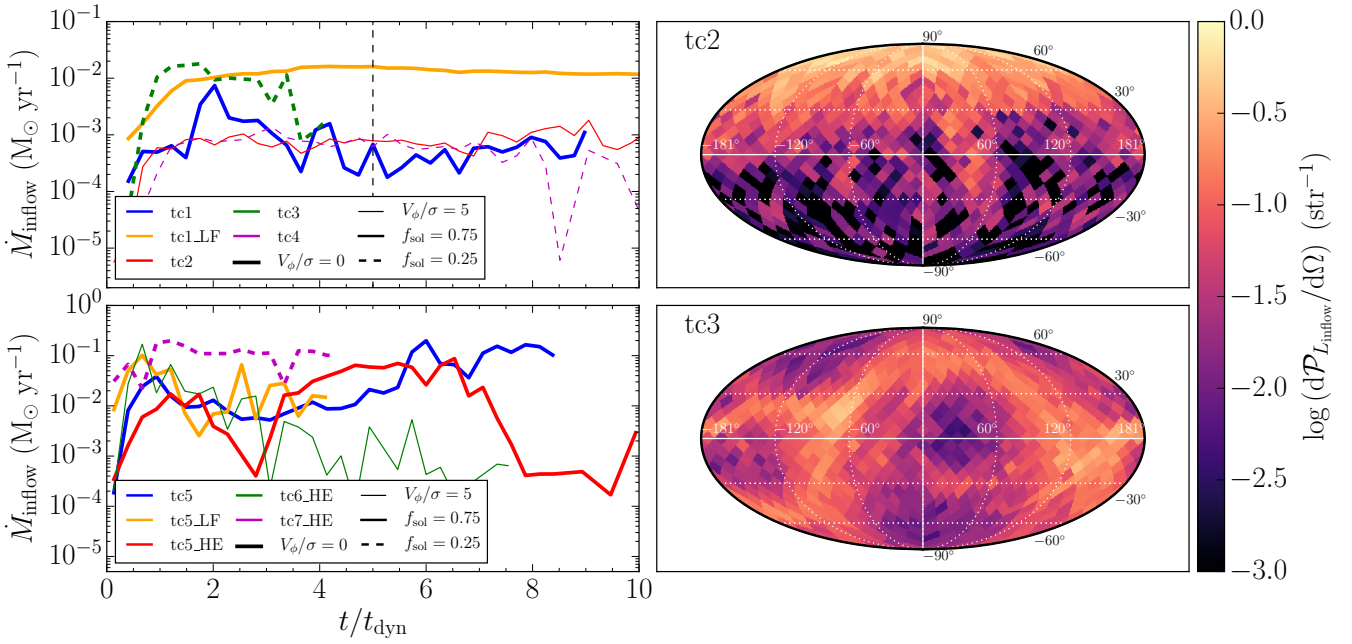 10⁻¹
10⁻²
10⁻³
10⁻⁴
10⁻⁵
Ṁ_inflow (M⊙ yr⁻¹)
tc1
tc1_LF
tc2
tc3
tc4
V_ϕ/σ = 0
V_ϕ/σ = 5
f_sol = 0.75
f_sol = 0.25
10⁰
10⁻¹
10⁻²
10⁻³
10⁻⁴
10⁻⁵
Ṁ_inflow (M⊙ yr⁻¹)
tc5
tc5_LF
tc5_HE
tc6_HE
tc7_HE
V_ϕ/σ = 0
V_ϕ/σ = 5
f_sol = 0.75
f_sol = 0.25
0 2 4 6 8 10
t/t_dyn
tc2
90°
60°
30°
−181° −120° −60° 60° 120° 181°
−30°
−60°
−90°
tc3
90°
60°
30°
−181° −120° −60° 60° 120° 181°
−30°
−60°
−90°
0.0
−0.5
−1.0
−1.5
−2.0
−2.5
−3.0
log (d𝒫_{L_inflow}/dΩ) (str⁻¹)